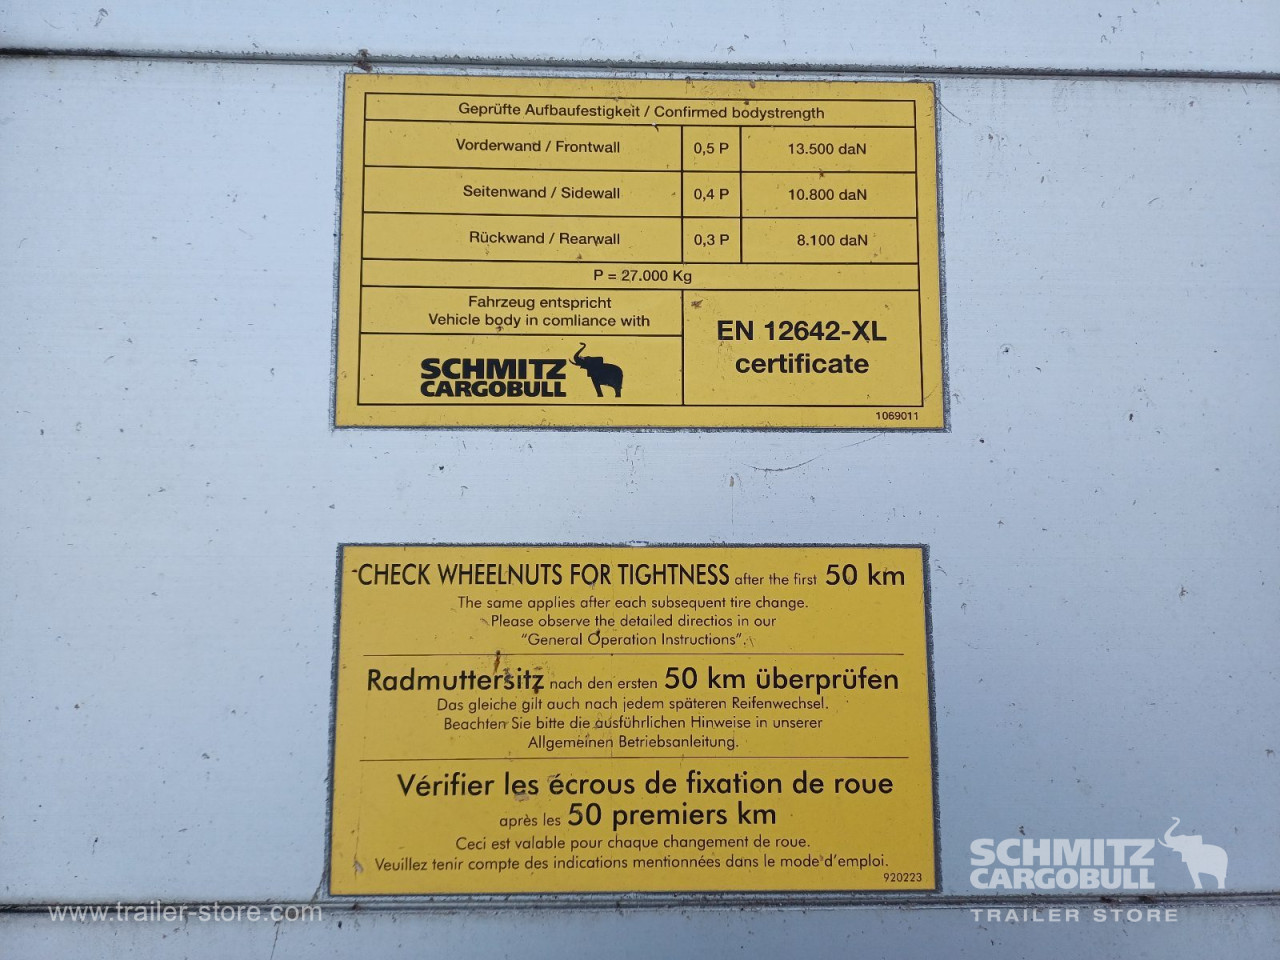 Geprüfte Aufbaufestigkeit / Confirmed bodystrength
Vorderwand / Frontwall 0,5 P 13.500 daN
Seitenwand / Sidewall 0,4 P 10.800 daN
Rückwand / Rearwall 0,3 P 8.100 daN
P = 27.000 Kg
Fahrzeug entspricht
Vehicle body in comliance with
EN 12642-XL
certificate
SCHMITZ
CARGOBULL
1069011
CHECK WHEELNUTS FOR TIGHTNESS after the first 50 km
The same applies after each subsequent tire change.
Please observe the detailed directios in our
"General Operation Instructions".
Radmuttersitz nach den ersten 50 km überprüfen
Das gleiche gilt auch nach jedem späteren Reifenwechsel.
Beachten Sie bitte die ausführlichen Hinweise in unserer
Allgemeinen Betriebsanleitung.
Vérifier les écrous de fixation de roue
après les 50 premiers km
Ceci est valable pour chaque changement de roue.
Veuillez tenir compte des indications mentionnées dans le mode d'emploi.
920223
SCHMITZ
CARGOBULL
TRAILER STORE
www.trailer-store.com